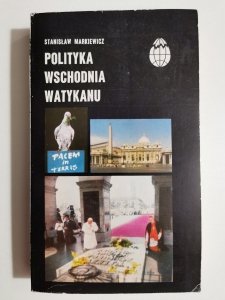 STANISŁAW MARKIEWICZ
POLITYKA
WSCHODNIA
WATYKANU
PACEM
in
TERRIS